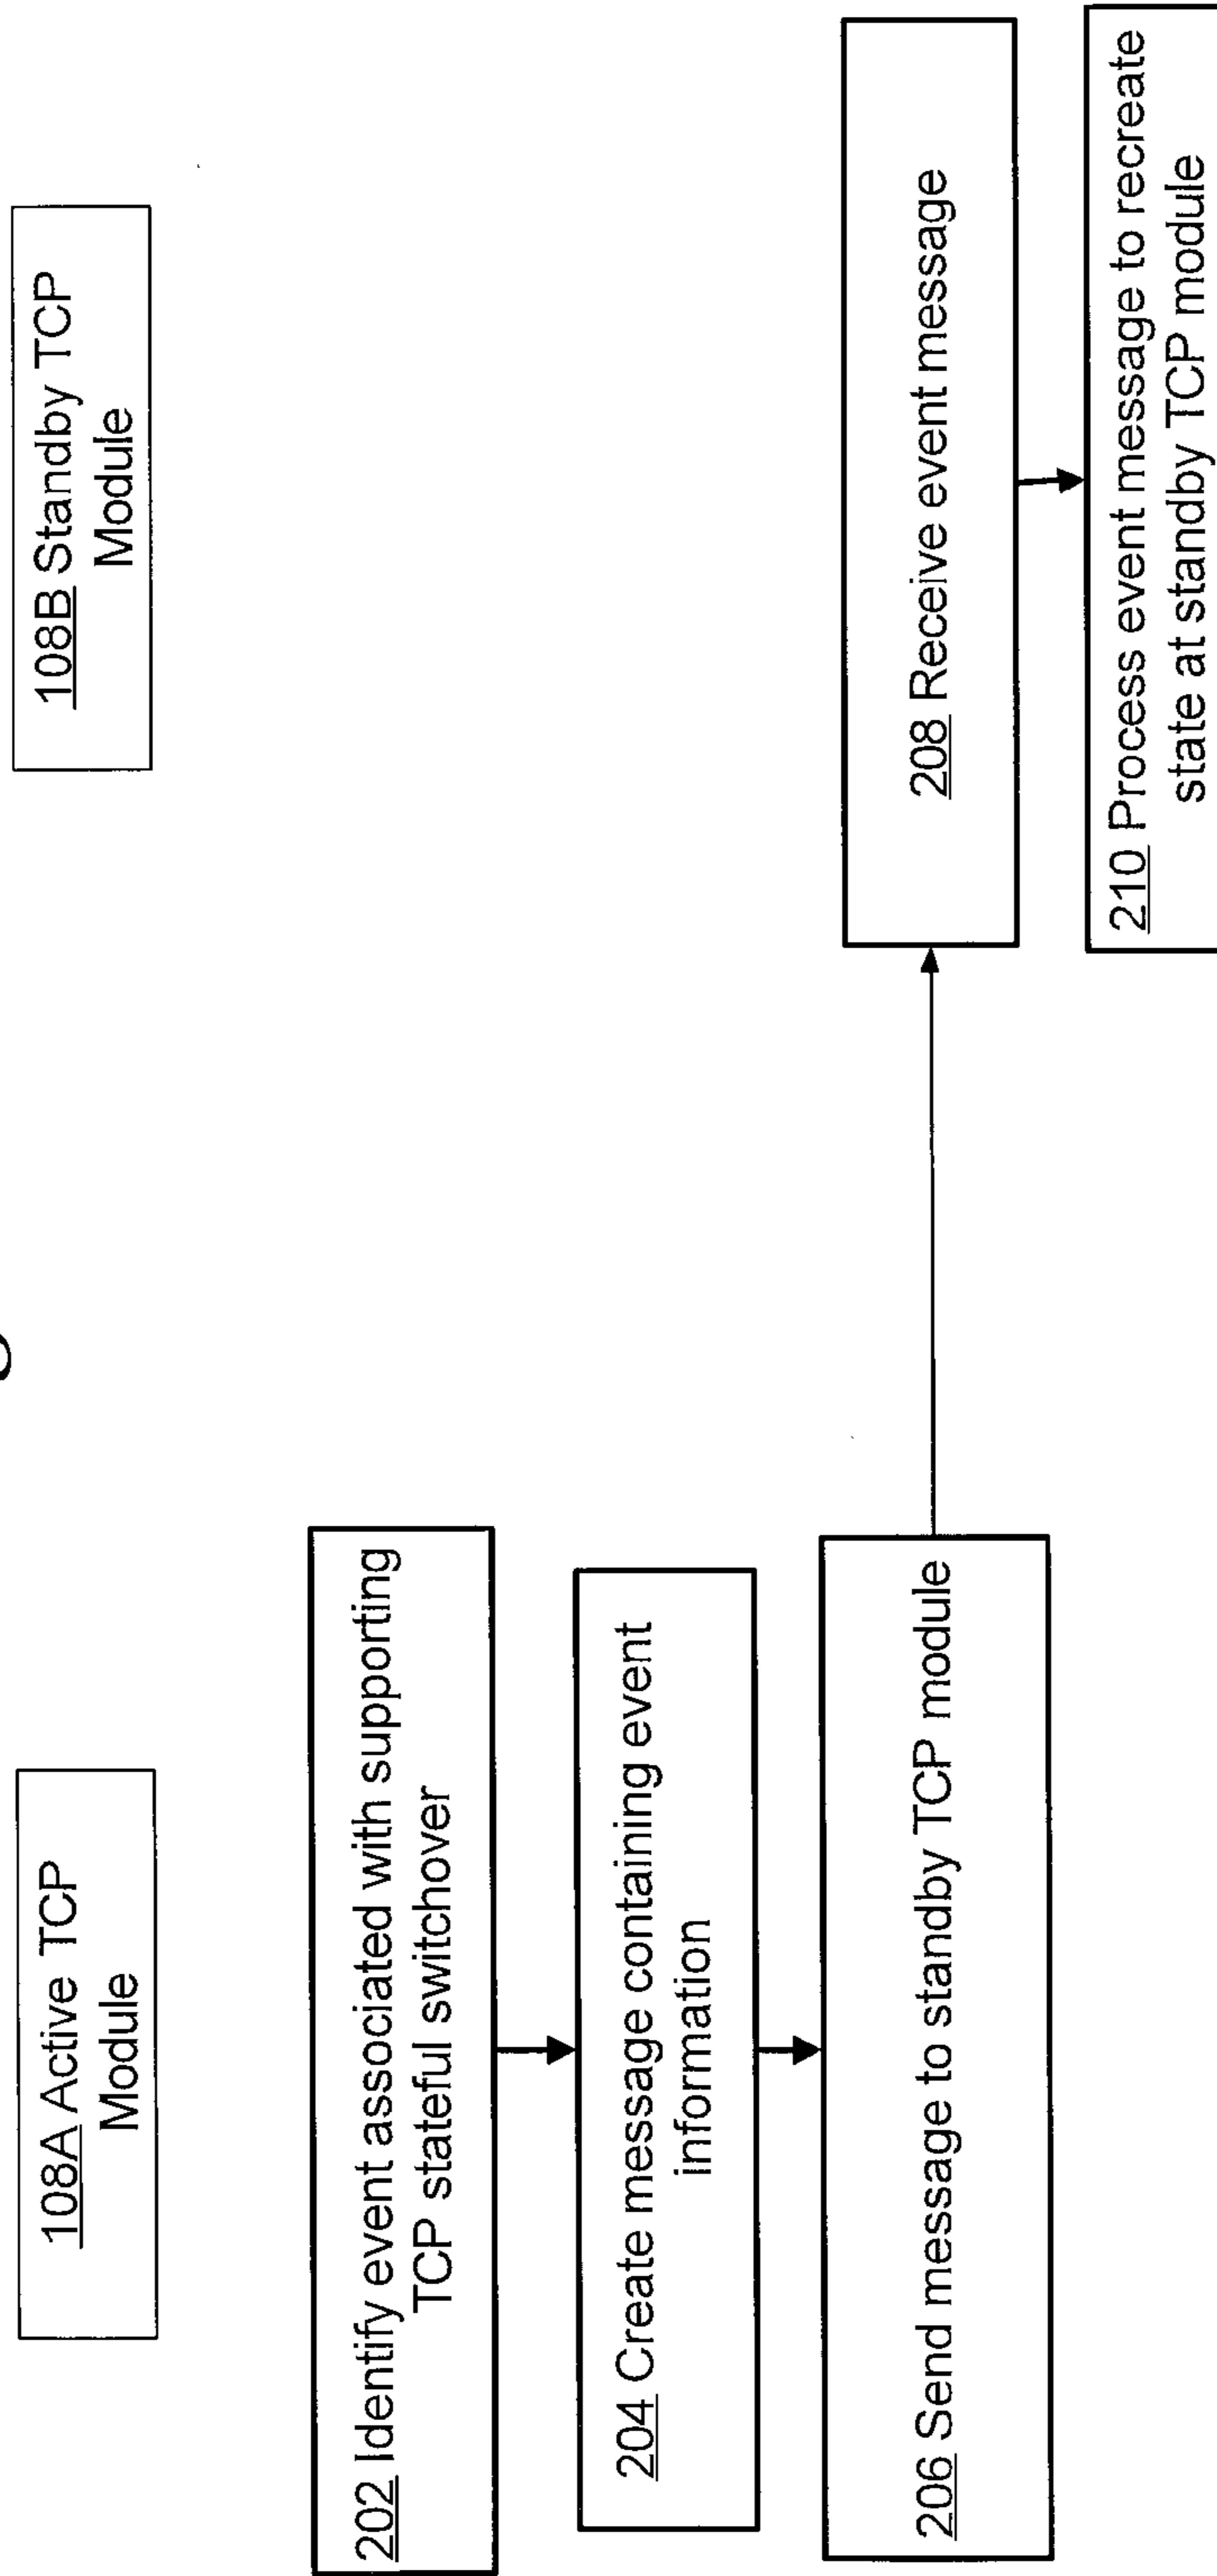 108A Active TCP
Module
108B Standby TCP
Module
202 Identify event associated with supporting
TCP stateful switchover
204 Create message containing event
information
206 Send message to standby TCP module
208 Receive event message
210 Process event message to recreate
state at standby TCP module